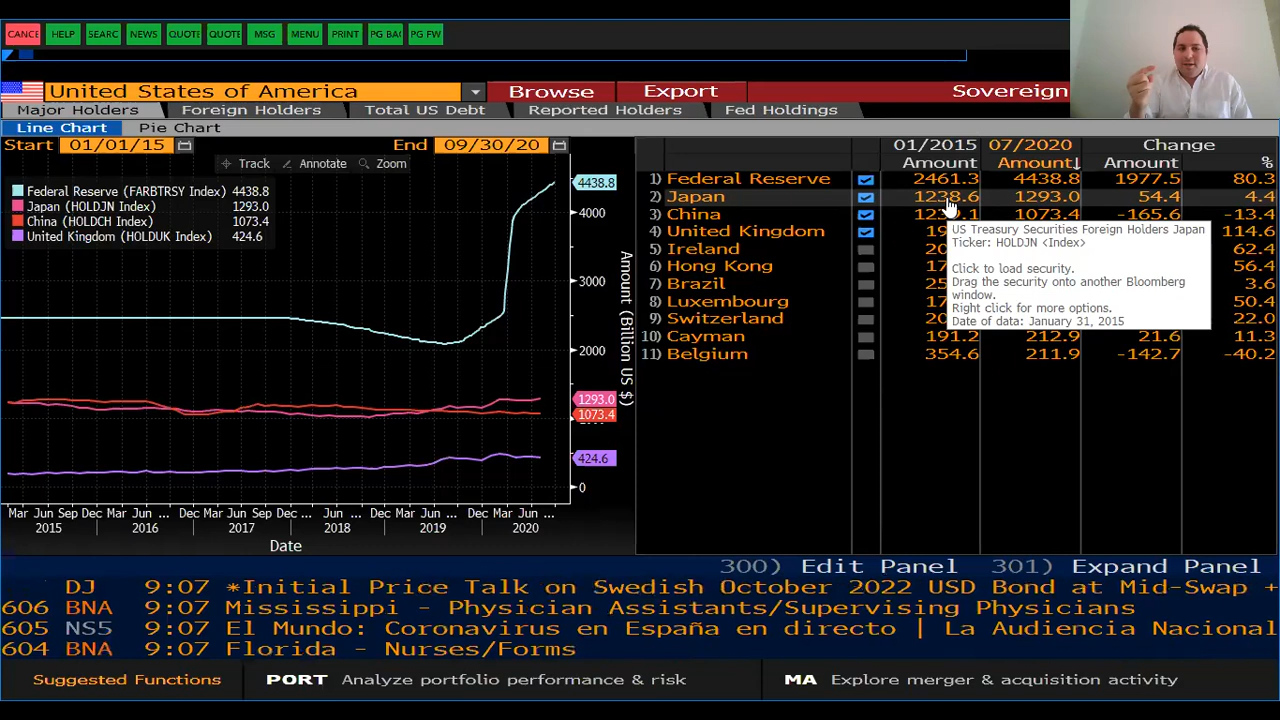 CANCE HELP SEARC NEWS QUOTE QUOTE MSG MENU PRINT PG BAC PG FW
United States of America Browse Export Sovereign
Major Holders Foreign Holders Total US Debt Reported Holders Fed Holdings
Line Chart Pie Chart
Start 01/01/15 End 09/30/20
Track Annotate Zoom
Federal Reserve (FARBTRSY Index) 4438.8
Japan (HOLDJN Index) 1293.0
China (HOLDCH Index) 1073.4
United Kingdom (HOLDUK Index) 424.6
4438.8
4000
3000
2000
1293.0
1073.4
424.6
0
Amount (Billion US $)
Mar Jun Sep Dec Mar Jun ... Dec Mar Jun Sep Dec Mar Jun ... Dec Mar Jun ... Dec Mar Jun ...
2015 2016 2017 2018 2019 2020
Date
01/2015 07/2020 Change
Amount Amount↓ Amount %
1) Federal Reserve 2461.3 4438.8 1977.5 80.3
2) Japan 1238.6 1293.0 54.4 4.4
3) China 1073.4 -165.6 -13.4
4) United Kingdom 19 114.6
5) Ireland 20 62.4
6) Hong Kong 17 56.4
7) Brazil 25 3.6
8) Luxembourg 17 50.4
9) Switzerland 20 22.0
10) Cayman 191.2 212.9 21.6 11.3
11) Belgium 354.6 211.9 -142.7 -40.2
US Treasury Securities Foreign Holders Japan
Ticker: HOLDJN <Index>
Click to load security.
Drag the security onto another Bloomberg
window.
Right click for more options.
Date of data: January 31, 2015
300) Edit Panel 301) Expand Panel
DJ 9:07 *Initial Price Talk on Swedish October 2022 USD Bond at Mid-Swap +
606 BNA 9:07 Mississippi - Physician Assistants/Supervising Physicians
605 NS5 9:07 El Mundo: Coronavirus en España en directo | La Audiencia Nacional
604 BNA 9:07 Florida - Nurses/Forms
Suggested Functions PORT Analyze portfolio performance & risk MA Explore merger & acquisition activity